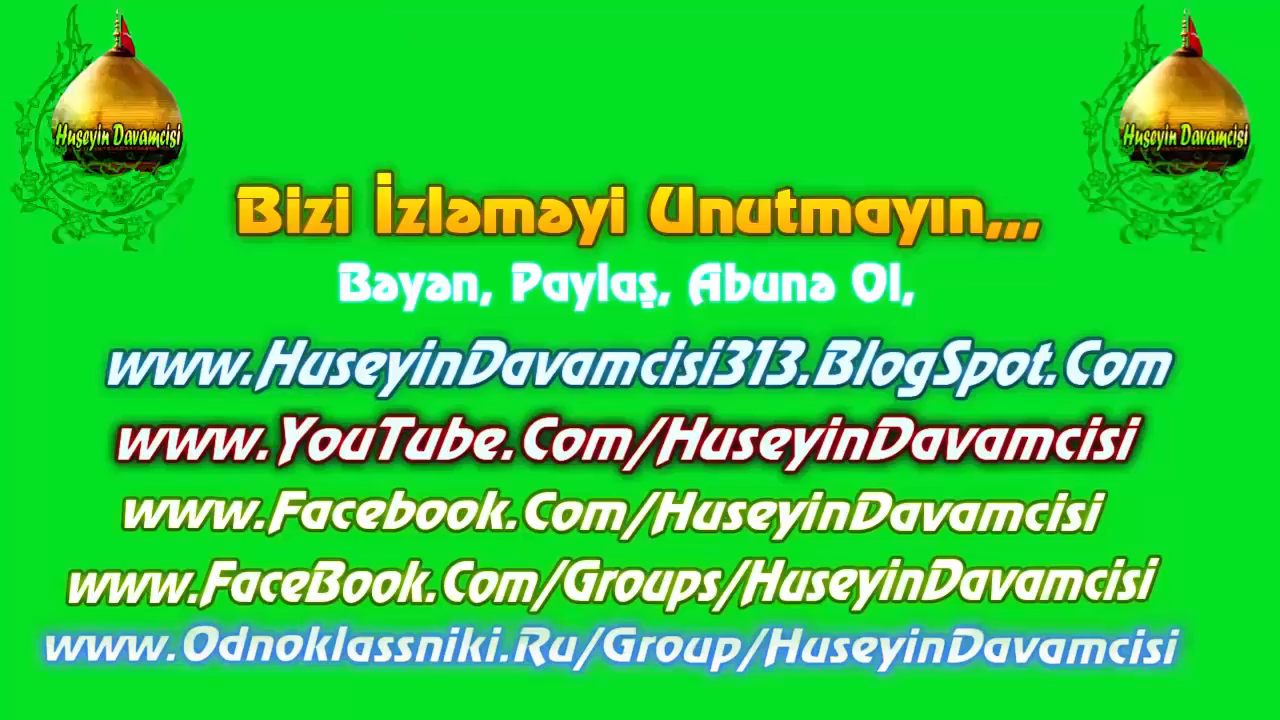 Huseyin Davamcisi
Huseyin Davamcisi
Bizi İzləməyi Unutmayın,,,
Bəyən, Paylaş, Abunə Ol,
www.HuseyinDavamcisi313.BlogSpot.Com
www.YouTube.Com/HuseyinDavamcisi
www.Facebook.Com/HuseyinDavamcisi
www.FaceBook.Com/Groups/HuseyinDavamcisi
www.Odnoklassniki.Ru/Group/HuseyinDavamcisi